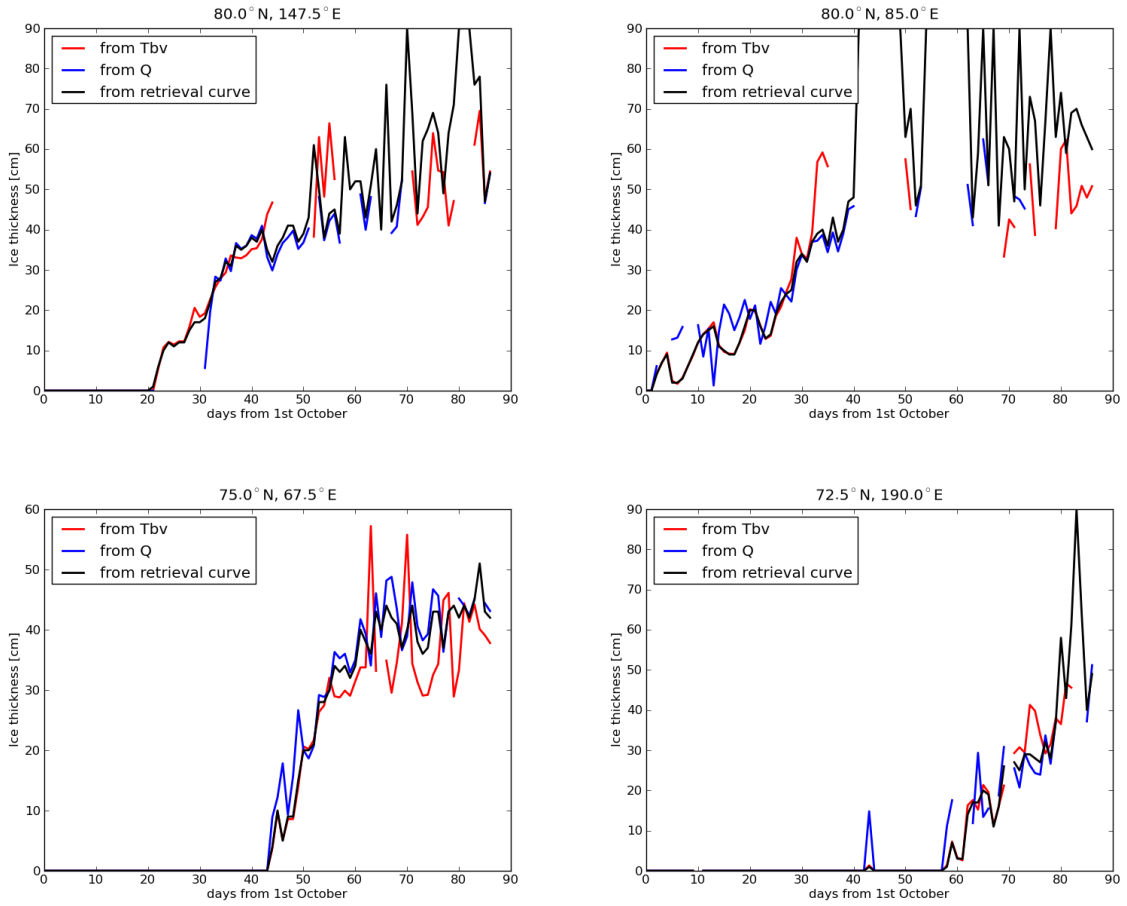 80.0°N, 147.5°E
Ice thickness [cm]
90
80
70
60
50
40
30
20
10
0
from Tbv
from Q
from retrieval curve
0 10 20 30 40 50 60 70 80 90
days from 1st October
80.0°N, 85.0°E
Ice thickness [cm]
90
80
70
60
50
40
30
20
10
0
from Tbv
from Q
from retrieval curve
0 10 20 30 40 50 60 70 80 90
days from 1st October
75.0°N, 67.5°E
Ice thickness [cm]
60
50
40
30
20
10
0
from Tbv
from Q
from retrieval curve
0 10 20 30 40 50 60 70 80 90
days from 1st October
72.5°N, 190.0°E
Ice thickness [cm]
90
80
70
60
50
40
30
20
10
0
from Tbv
from Q
from retrieval curve
0 10 20 30 40 50 60 70 80 90
days from 1st October